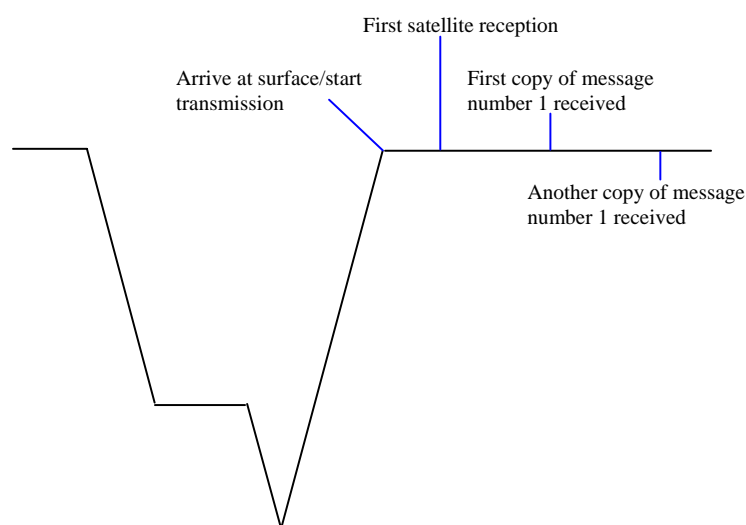 First satellite reception
Arrive at surface/start
transmission
First copy of message
number 1 received
Another copy of message
number 1 received